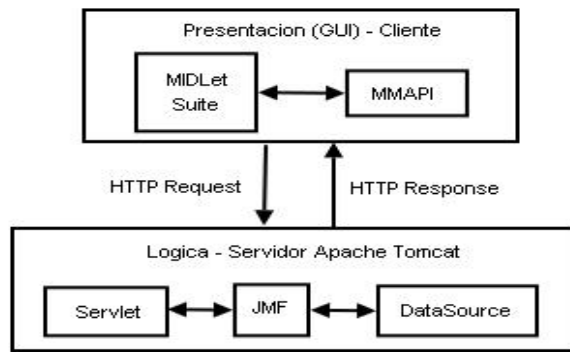 Presentacion (GUI) - Cliente
MIDLet
Suite
MMAPI
HTTP Request
HTTP Response
Logica - Servidor Apache Tomcat
Servlet
JMF
DataSource